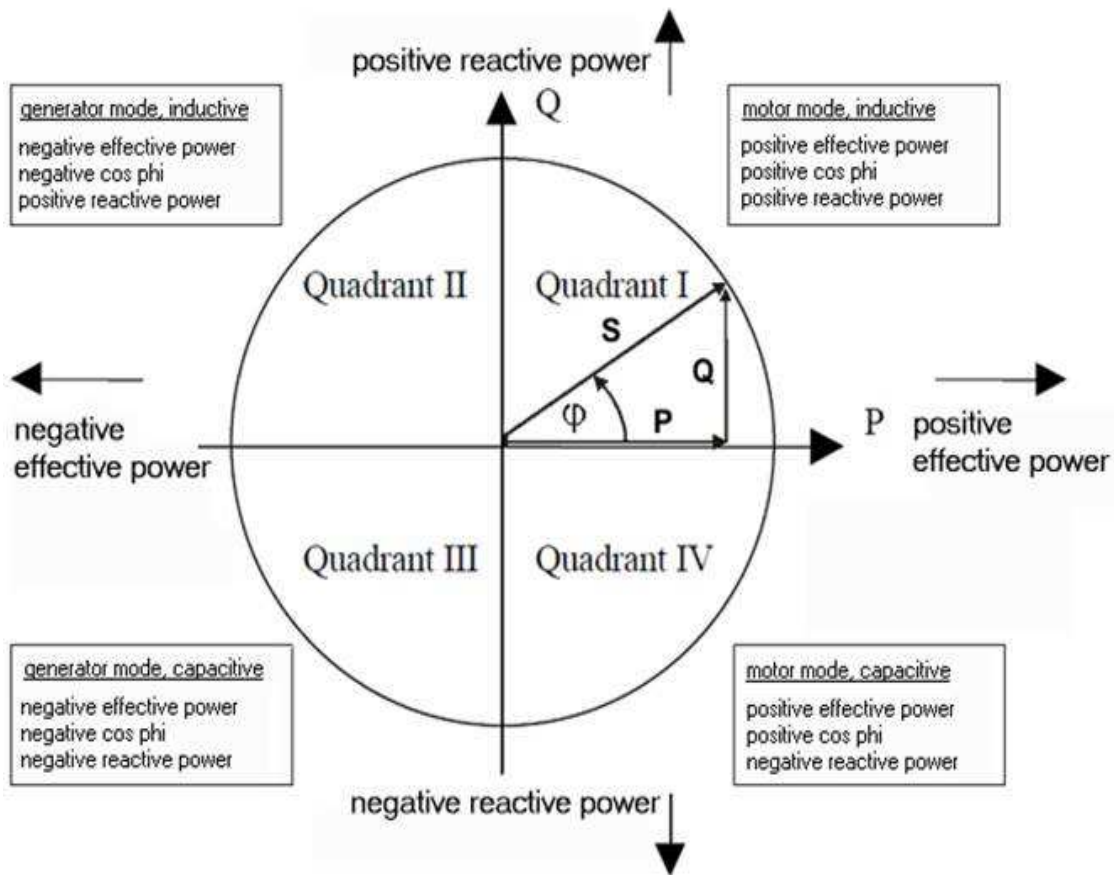 positive reactive power
Q
generator mode, inductive
negative effective power
negative cos phi
positive reactive power
motor mode, inductive
positive effective power
positive cos phi
positive reactive power
Quadrant II
Quadrant I
S
Q
φ
P
P
negative
effective power
positive
effective power
Quadrant III
Quadrant IV
generator mode, capacitive
negative effective power
negative cos phi
negative reactive power
motor mode, capacitive
positive effective power
positive cos phi
negative reactive power
negative reactive power